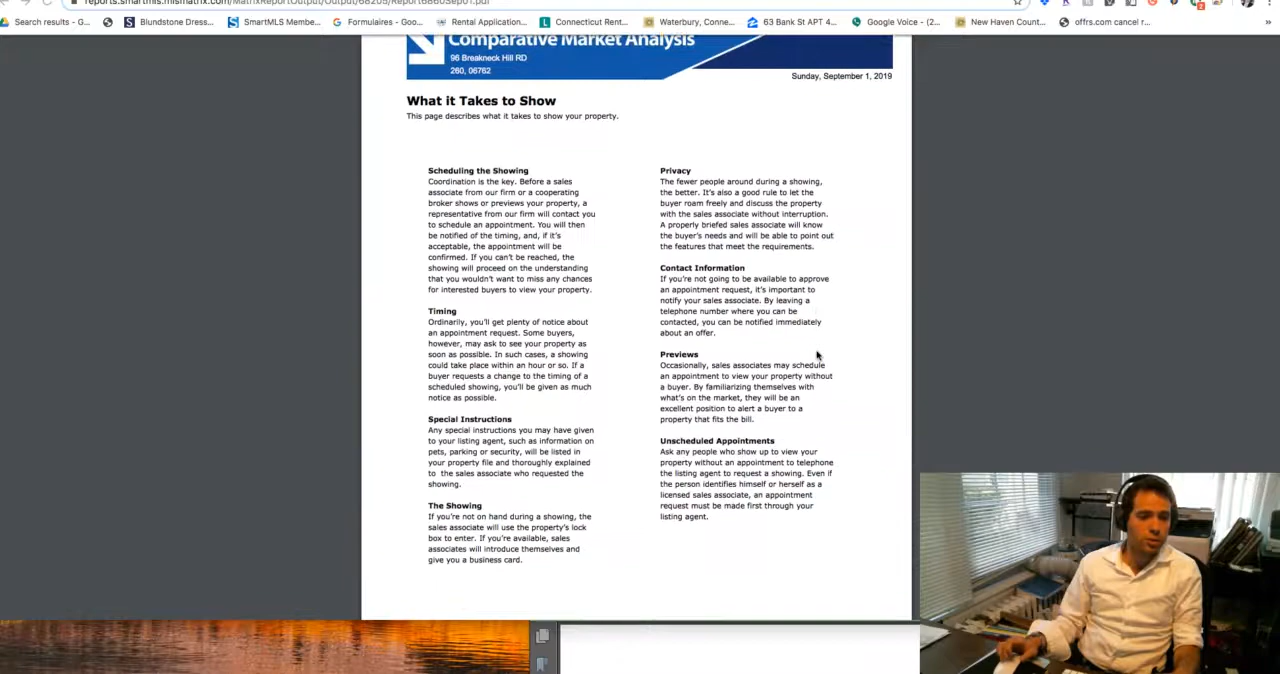 reports.smartmls.mlsmatrix.com/MatrixReportOutput/Output/68205/Report6860Sep01.pdf
Search results - G...
Blundstone Dress...
SmartMLS Membe...
Formulaires - Goo...
Rental Application...
Connecticut Rent...
Waterbury, Conne...
63 Bank St APT 4...
Google Voice - (2...
New Haven Count...
offrs.com cancel r...
»
Comparative Market Analysis
96 Breakneck Hill RD
260, 06762
Sunday, September 1, 2019
What it Takes to Show
This page describes what it takes to show your property.
Scheduling the Showing
Coordination is the key. Before a sales
associate from our firm or a cooperating
broker shows or previews your property, a
representative from our firm will contact you
to schedule an appointment. You will then
be notified of the timing, and, if it's
acceptable, the appointment will be
confirmed. If you can't be reached, the
showing will proceed on the understanding
that you wouldn't want to miss any chances
for interested buyers to view your property.
Timing
Ordinarily, you'll get plenty of notice about
an appointment request. Some buyers,
however, may ask to see your property as
soon as possible. In such cases, a showing
could take place within an hour or so. If a
buyer requests a change to the timing of a
scheduled showing, you'll be given as much
notice as possible.
Special Instructions
Any special instructions you may have given
to your listing agent, such as information on
pets, parking or security, will be listed in
your property file and thoroughly explained
to the sales associate who requested the
showing.
The Showing
If you're not on hand during a showing, the
sales associate will use the property's lock
box to enter. If you're available, sales
associates will introduce themselves and
give you a business card.
Privacy
The fewer people around during a showing,
the better. It's also a good rule to let the
buyer roam freely and discuss the property
with the sales associate without interruption.
A properly briefed sales associate will know
the buyer's needs and will be able to point out
the features that meet the requirements.
Contact Information
If you're not going to be available to approve
an appointment request, it's important to
notify your sales associate. By leaving a
telephone number where you can be
contacted, you can be notified immediately
about an offer.
Previews
Occasionally, sales associates may schedule
an appointment to view your property without
a buyer. By familiarizing themselves with
what's on the market, they will be an
excellent position to alert a buyer to a
property that fits the bill.
Unscheduled Appointments
Ask any people who show up to view your
property without an appointment to telephone
the listing agent to request a showing. Even if
the person identifies himself or herself as a
licensed sales associate, an appointment
request must be made first through your
listing agent.